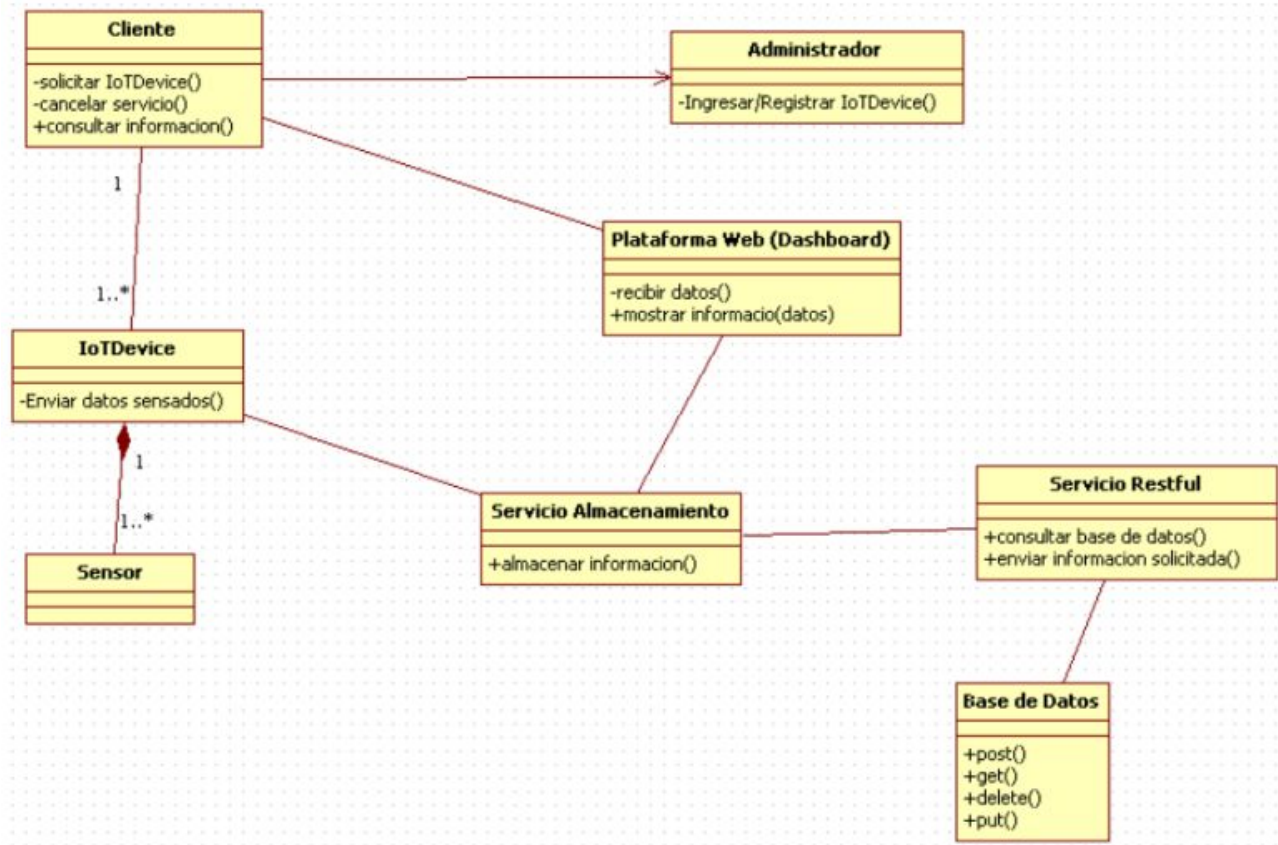 Cliente
-solicitar IoTDevice()
-cancelar servicio()
+consultar informacion()
Administrador
-Ingresar/Registrar IoTDevice()
1
1..*
Plataforma Web (Dashboard)
-recibir datos()
+mostrar informacio(datos)
IoTDevice
-Enviar datos sensados()
1
1..*
Sensor
Servicio Almacenamiento
+almacenar informacion()
Servicio Restful
+consultar base de datos()
+enviar informacion solicitada()
Base de Datos
+post()
+get()
+delete()
+put()